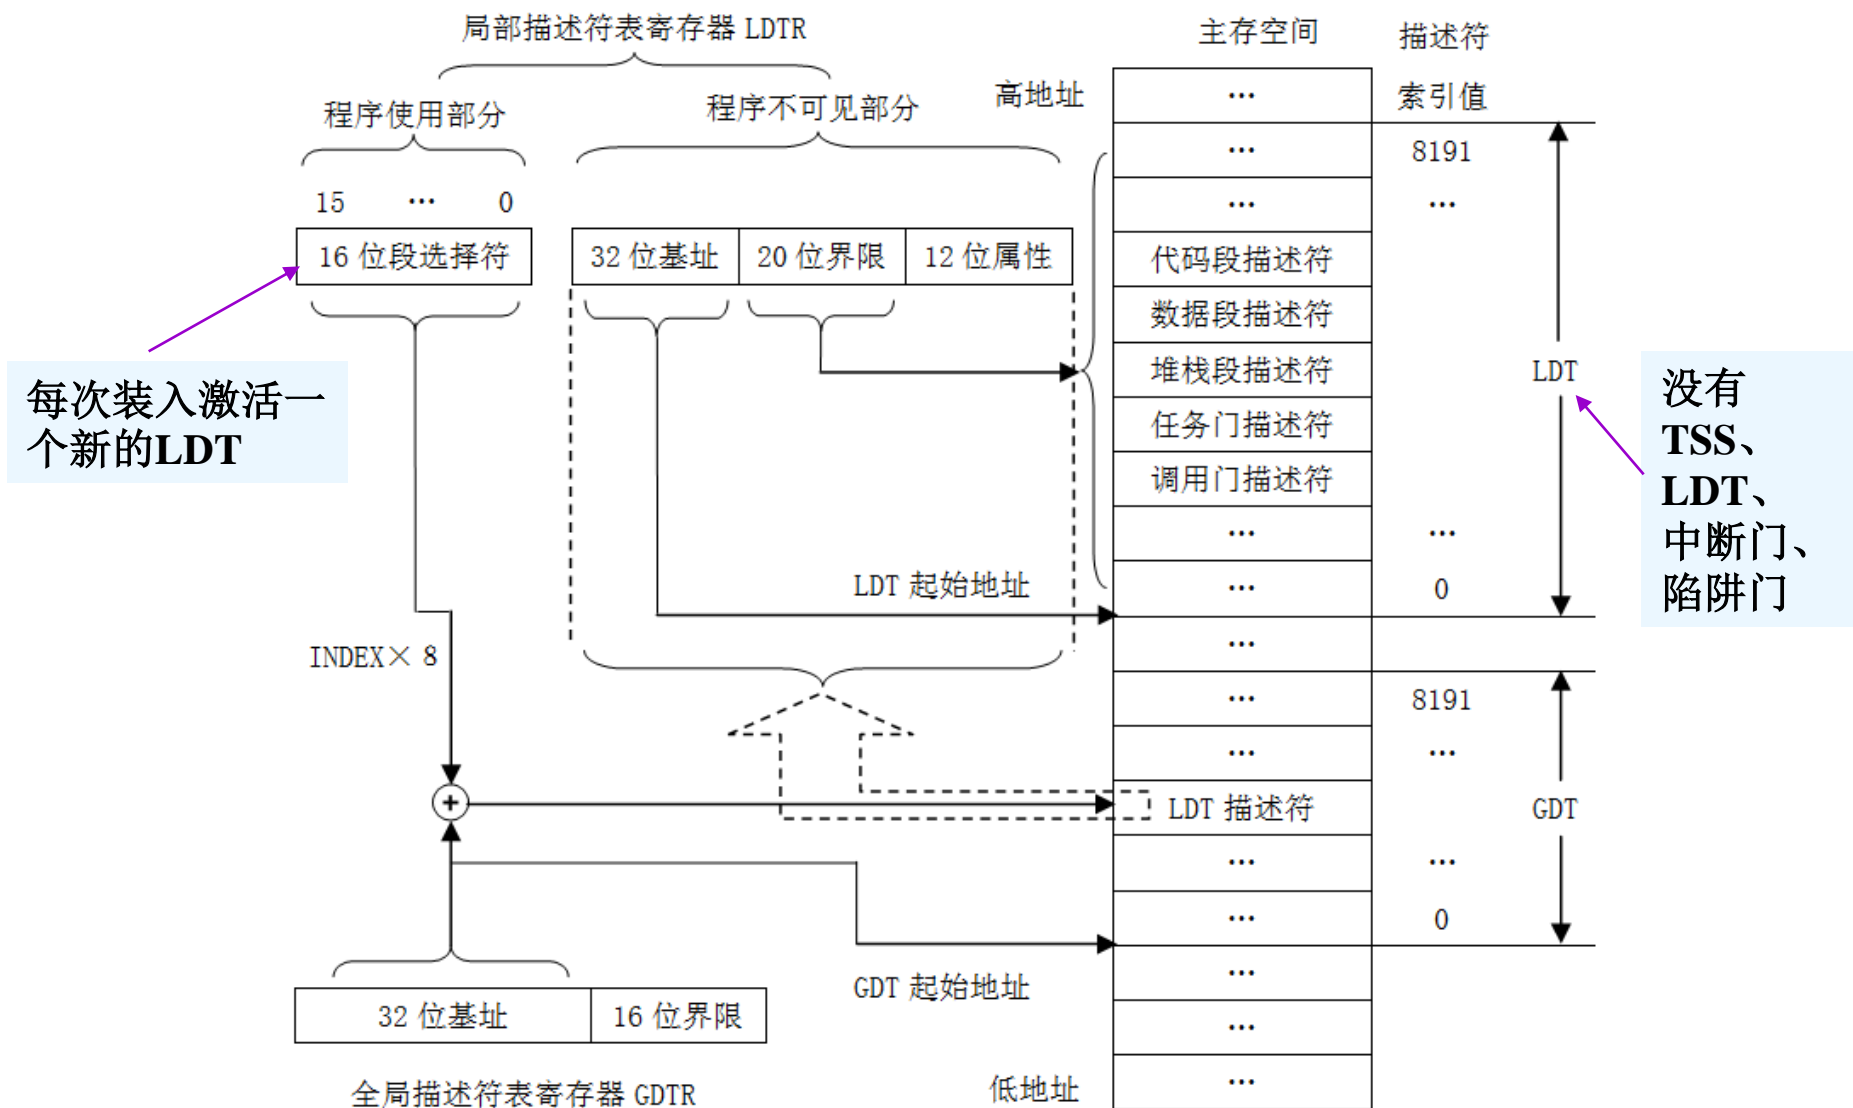 局部描述符表寄存器 LDTR
主存空间
描述符
程序使用部分
程序不可见部分
高地址
…
索引值
…
8191
15 … 0
…
…
16 位段选择符
32 位基址
20 位界限
12 位属性
代码段描述符
数据段描述符
堆栈段描述符
LDT
任务门描述符
调用门描述符
每次装入激活一
个新的LDT
没有
TSS、
LDT、
中断门、
陷阱门
…
…
LDT 起始地址
…
0
INDEX× 8
…
…
8191
…
…
+
LDT 描述符
GDT
…
…
…
0
GDT 起始地址
…
32 位基址
16 位界限
…
全局描述符表寄存器 GDTR
低地址
…